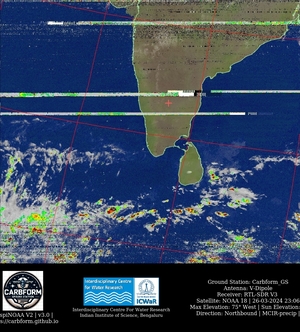 Ground Station: Carbform_GS
Antenna: V-Dipole
Receiver: RTL-SDR V3
Satellite: NOAA 18 | 26-03-2024 23:06
Max Elevation: 75° West | Sun Elevation
Direction: Northbound | MCIR-precip
CARBFORM
Interdisciplinary Centre
For Water Research
ICWaR
Interdisciplinary Centre For Water Research
Indian Institute of Science, Bengaluru
spiNOAA V2 | v3.0 |
s://carbform.github.io